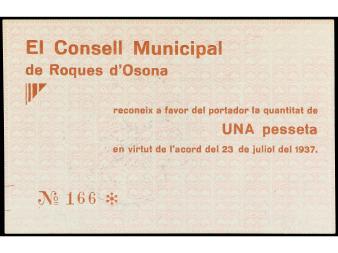 El Consell Municipal
de Roques d'Osona
reconeix a favor del portador la quantitat de
UNA pesseta
en virtut de l'acord del 23 de juliol del 1937.
Nº 166 *